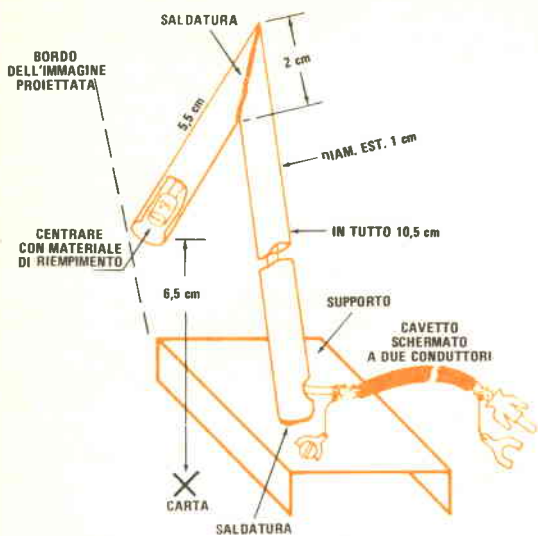 SALDATURA
BORDO
DELL'IMMAGINE
PROIETTATA
2 cm
5,5 cm
DIAM. EST. 1 cm
CENTRARE
CON MATERIALE
DI RIEMPIMENTO
IN TUTTO 10,5 cm
6,5 cm
SUPPORTO
CAVETTO
SCHERMATO
A DUE CONDUTTORI
CARTA
SALDATURA